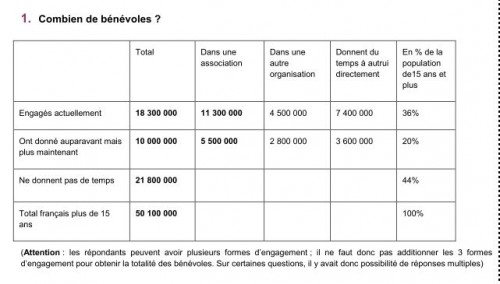 1. Combien de bénévoles ?
Total
Dans une association
Dans une autre organisation
Donnent du temps à autrui directement
En % de la population de15 ans et plus
Engagés actuellement 18 300 000 11 300 000 4 500 000 7 400 000 36%
Ont donné auparavant mais plus maintenant 10 000 000 5 500 000 2 800 000 3 600 000 20%
Ne donnent pas de temps 21 800 000 44%
Total français plus de 15 ans 50 100 000 100%
(Attention : les répondants peuvent avoir plusieurs formes d'engagement ; il ne faut donc pas additionner les 3 formes
d'engagement pour obtenir la totalité des bénévoles. Sur certaines questions, il y avait donc possibilité de réponses multiples)